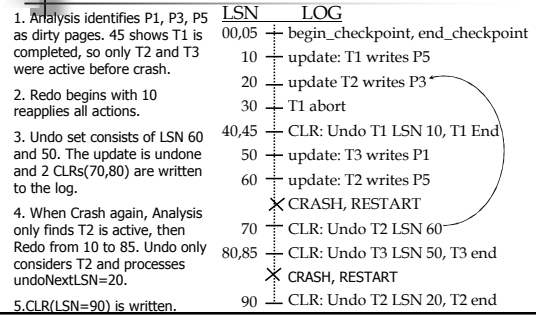 1. Analysis identifies P1, P3, P5
as dirty pages. 45 shows T1 is
completed, so only T2 and T3
were active before crash.
2. Redo begins with 10
reapplies all actions.
3. Undo set consists of LSN 60
and 50. The update is undone
and 2 CLRs(70,80) are written
to the log.
4. When Crash again, Analysis
only finds T2 is active, then
Redo from 10 to 85. Undo only
considers T2 and processes
undoNextLSN=20.
5.CLR(LSN=90) is written.
LSN LOG
00,05 begin_checkpoint, end_checkpoint
10 update: T1 writes P5
20 update T2 writes P3
30 T1 abort
40,45 CLR: Undo T1 LSN 10, T1 End
50 update: T3 writes P1
60 update: T2 writes P5
CRASH, RESTART
70 CLR: Undo T2 LSN 60
80,85 CLR: Undo T3 LSN 50, T3 end
CRASH, RESTART
90 CLR: Undo T2 LSN 20, T2 end